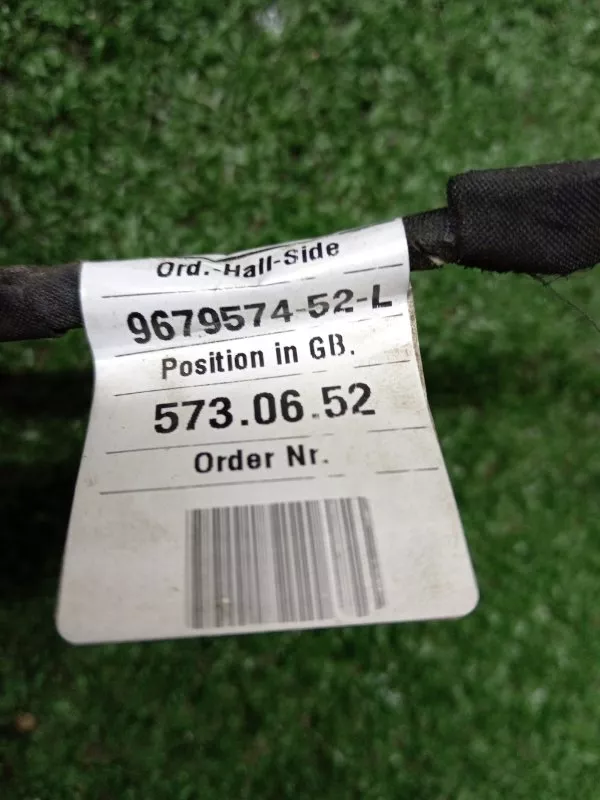 Ord.-Hall-Side
9679574-52-L
Position in GB.
573.06.52
Order Nr.